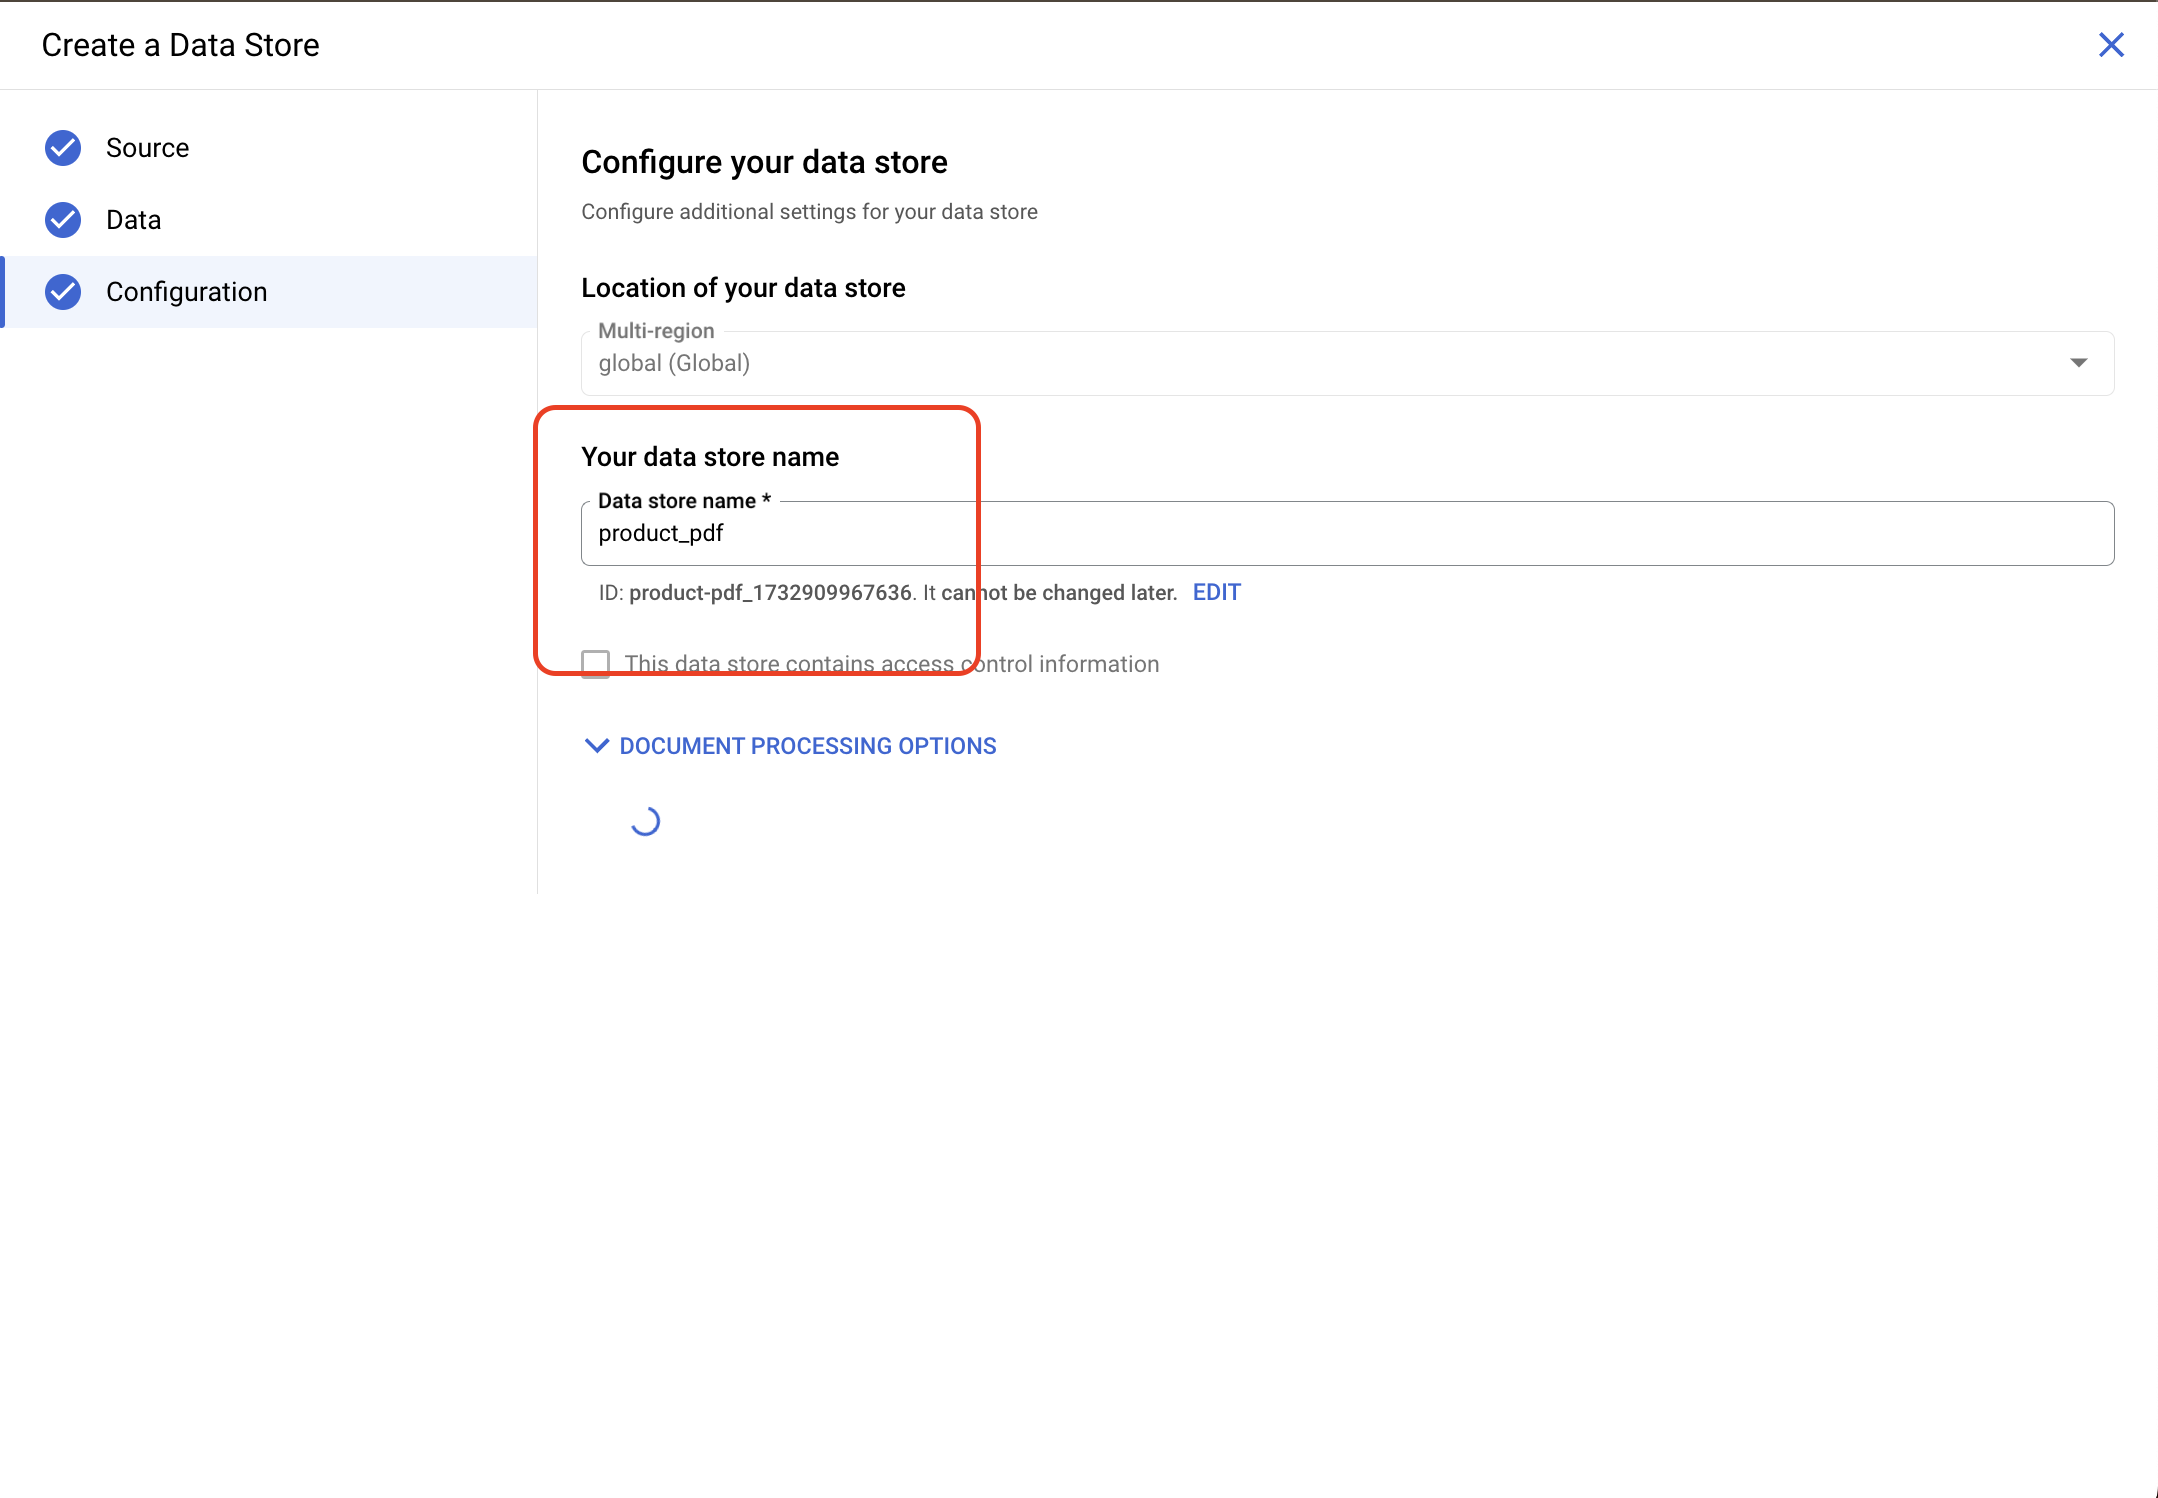 Create a Data Store
Source
Data
Configuration
Configure your data store
Configure additional settings for your data store
Location of your data store
Multi-region
global (Global)
Your data store name
Data store name *
product_pdf
ID: product-pdf_1732909967636. It cannot be changed later. EDIT
This data store contains access control information
DOCUMENT PROCESSING OPTIONS